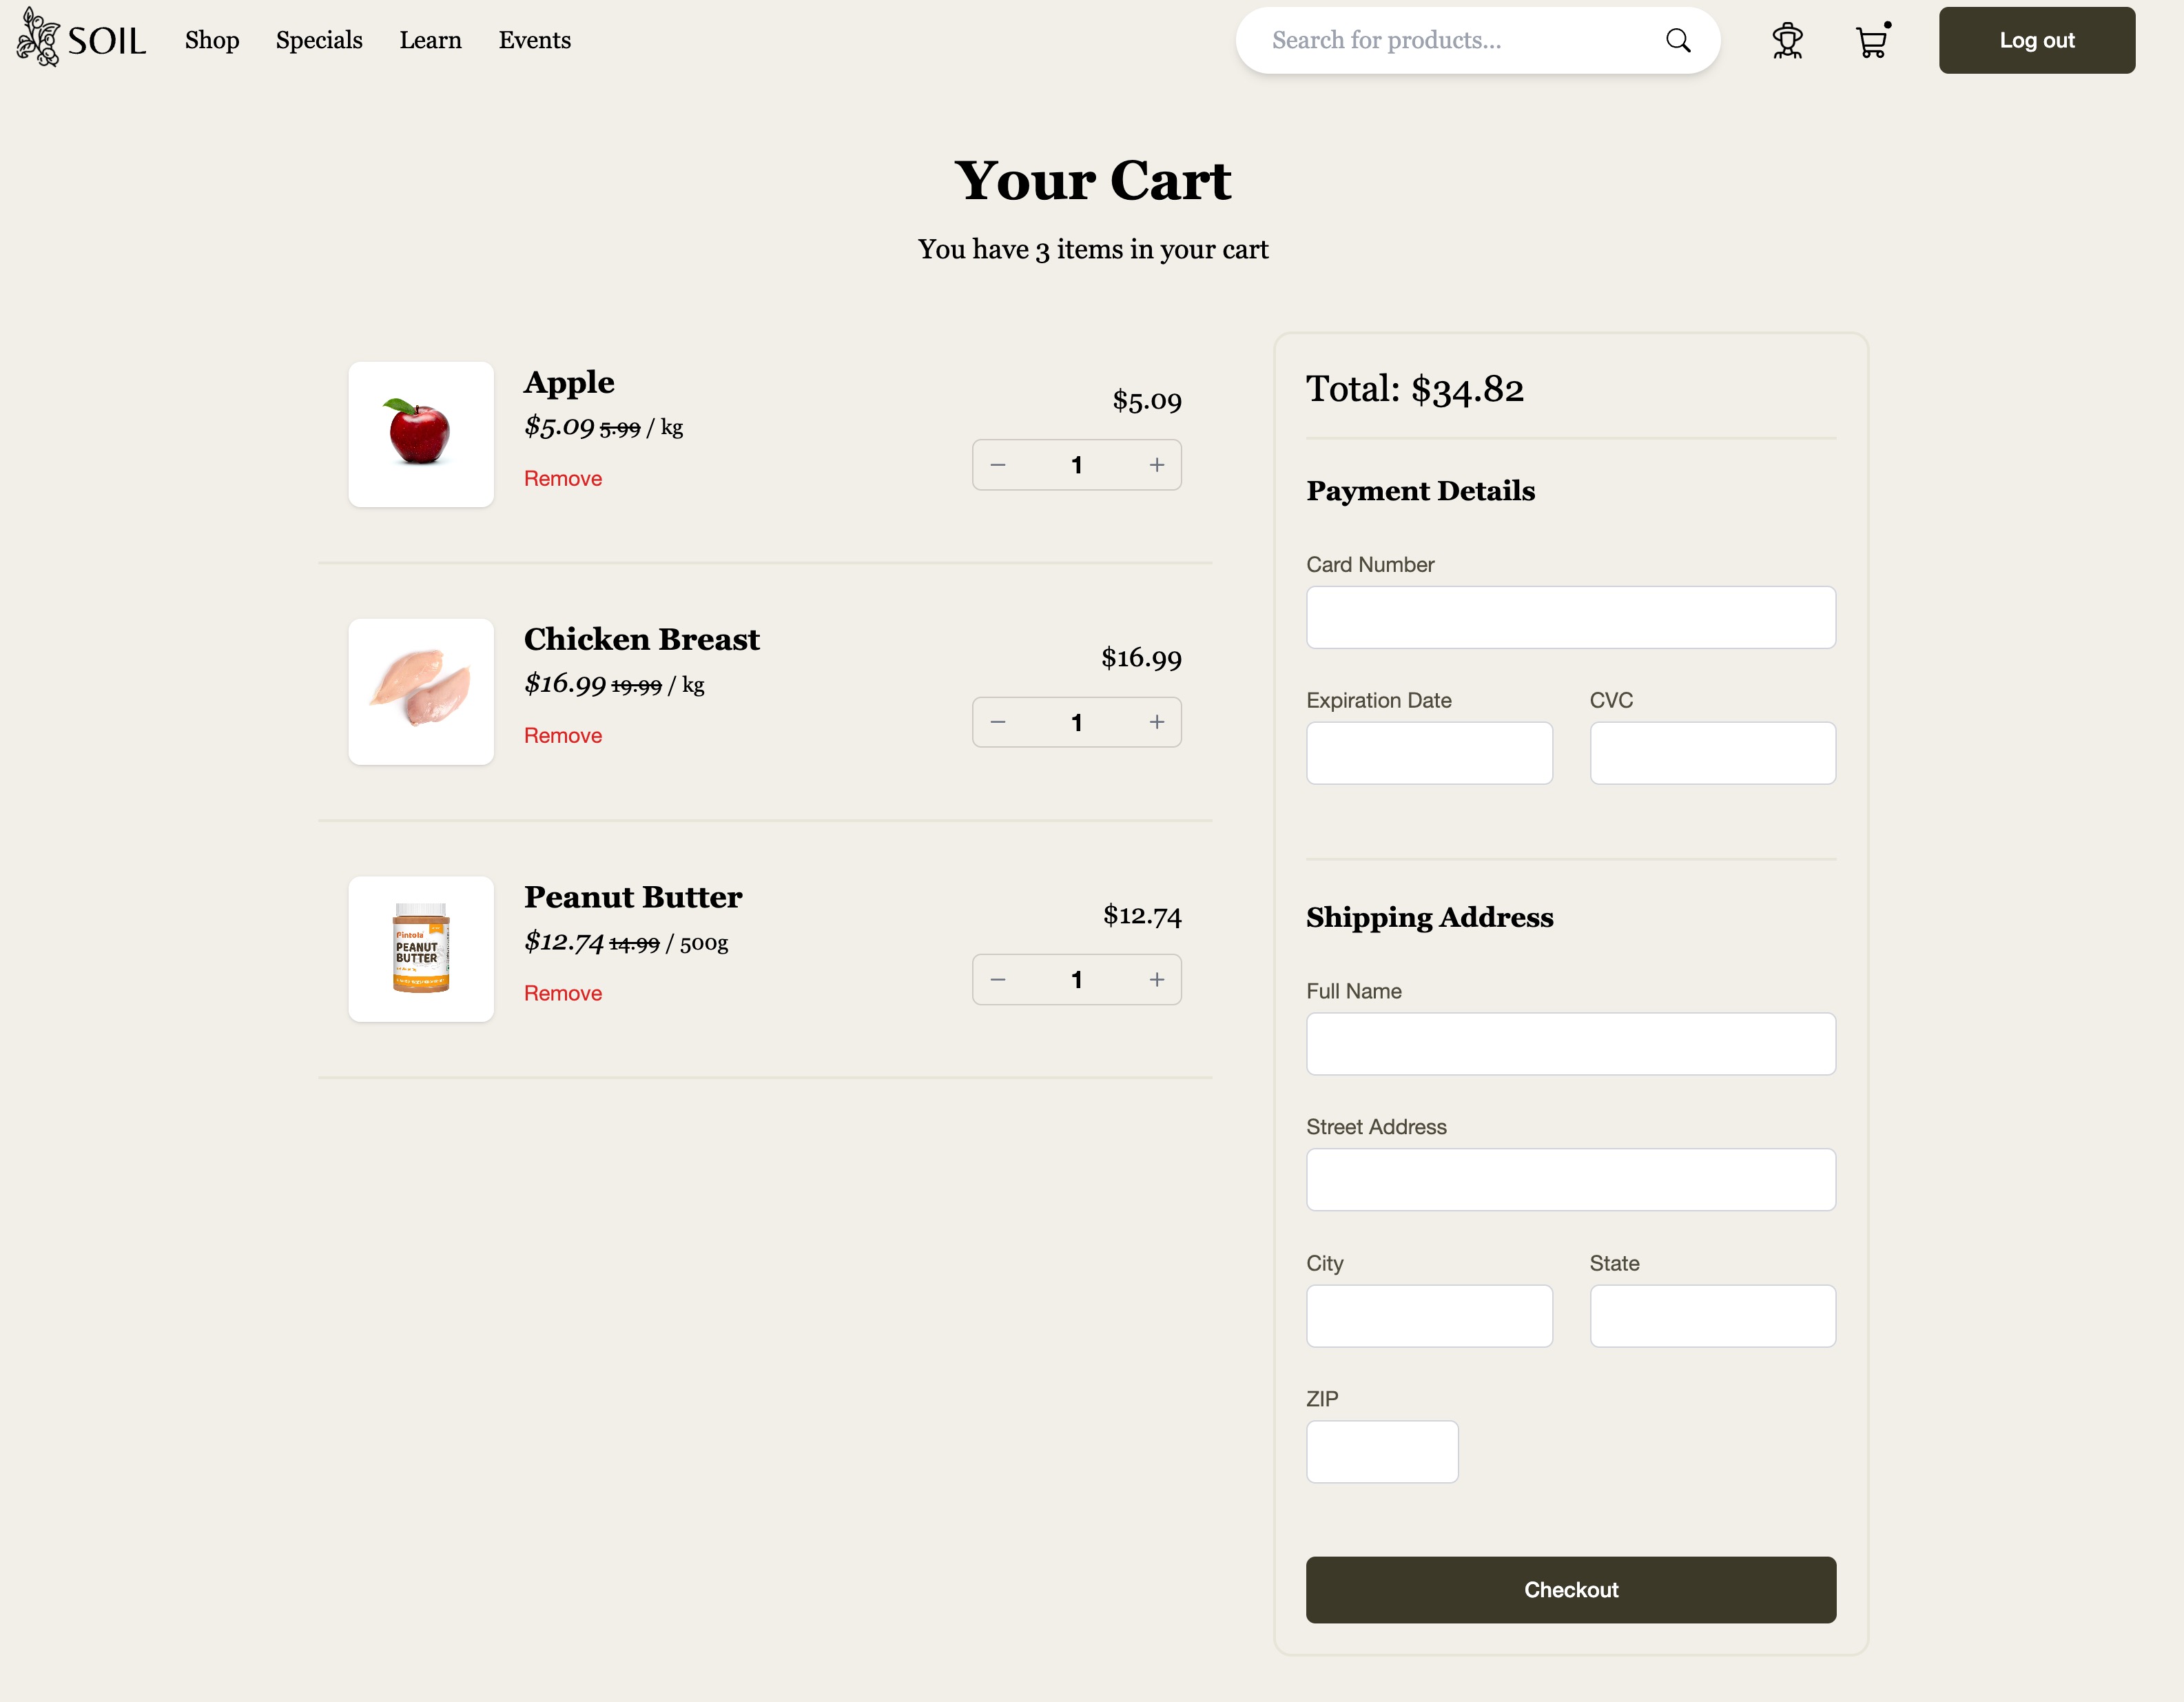 SOIL Shop Specials Learn Events Search for products... Log out
Your Cart
You have 3 items in your cart
Apple
$5.09 5.99 / kg
Remove
$5.09
− 1 +
Chicken Breast
$16.99 19.99 / kg
Remove
$16.99
− 1 +
Peanut Butter
$12.74 14.99 / 500g
Remove
$12.74
− 1 +
Pintola
PEANUT
BUTTER
Total: $34.82
Payment Details
Card Number
Expiration Date CVC
Shipping Address
Full Name
Street Address
City State
ZIP
Checkout